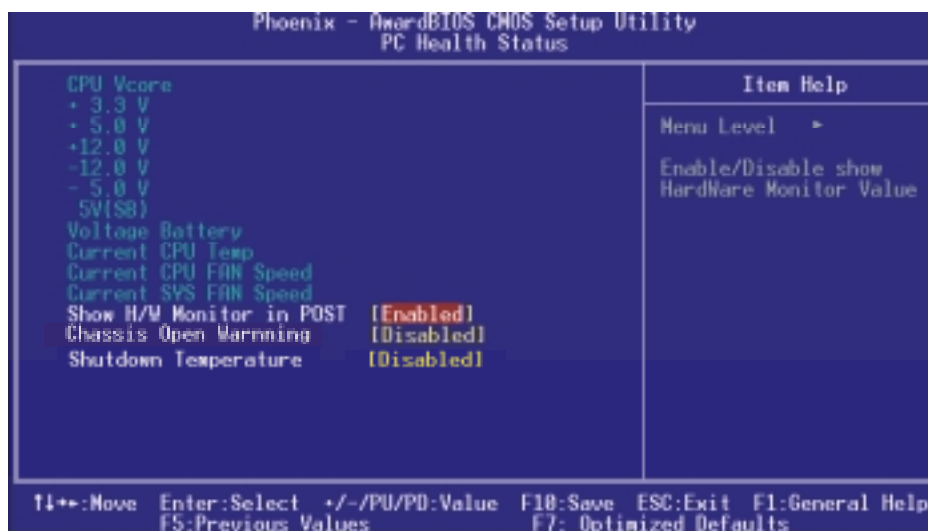 Phoenix - AwardBIOS CMOS Setup Utility
PC Health Status
CPU Vcore
+ 3.3 V
+ 5.0 V
+12.0 V
-12.0 V
- 5.0 V
5V(SB)
Voltage Battery
Current CPU Temp
Current CPU FAN Speed
Current SYS FAN Speed
Show H/W Monitor in POST [Enabled]
Chassis Open Warnning [Disabled]
Shutdown Temperature [Disabled]
Item Help
Menu Level ►
Enable/Disable show
HardWare Monitor Value
↑↓→←:Move Enter:Select +/-/PU/PD:Value F10:Save ESC:Exit F1:General Help
F5:Previous Values F7: Optimized Defaults